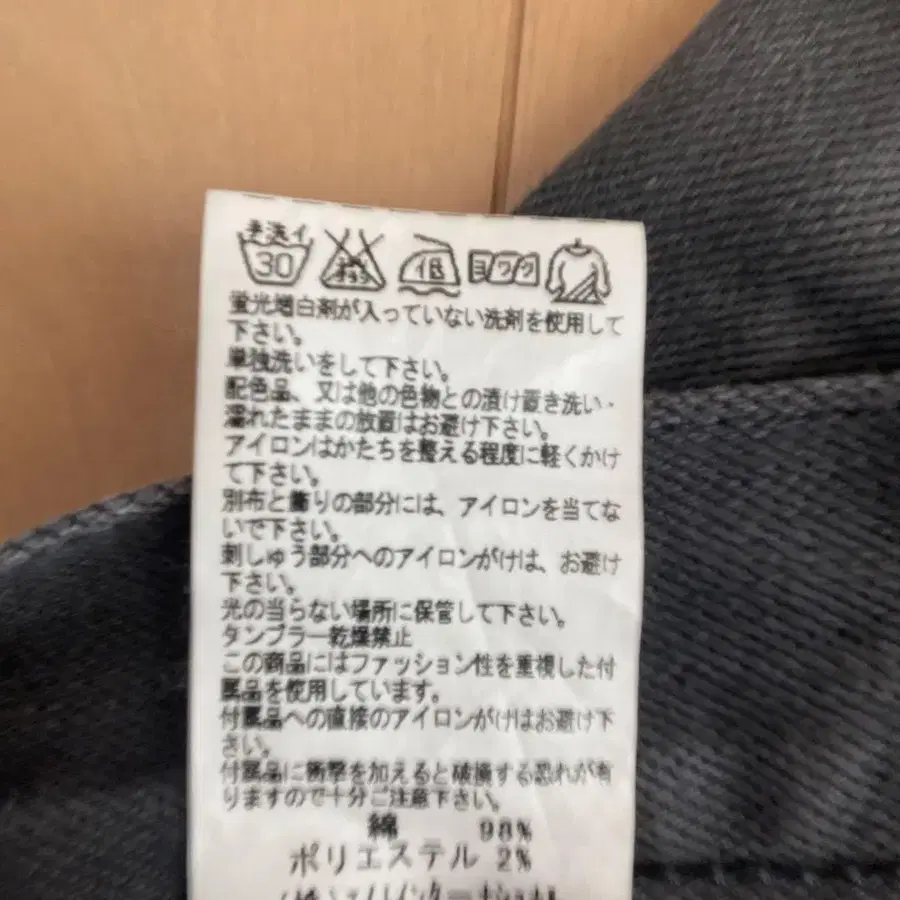 手洗イ
30 エンソサラシ 低 ヨワク
蛍光増白剤が入っていない洗剤を使用して
下さい。
単独洗いをして下さい。
配色品、又は他の色物との漬け置き洗い・
濡れたままの放置はお避け下さい。
アイロンはかたちを整える程度に軽くかけ
て下さい。
別布と飾りの部分には、アイロンを当てな
いで下さい。
刺しゅう部分へのアイロンがけは、お避け
下さい。
光の当らない場所に保管して下さい。
タンブラー乾燥禁止
この商品にはファッション性を重視した付
属品を使用しています。
付属品への直接のアイロンがけはお避け下
さい。
付属品に衝撃を加えると破損する恐れが有
りますので十分ご注意下さい。
綿 98%
ポリエステル 2%